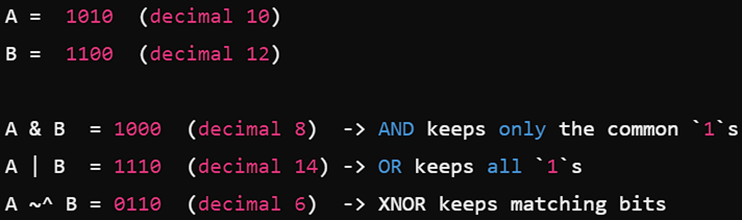 A =  1010  (decimal 10)
B =  1100  (decimal 12)
A & B  = 1000  (decimal 8)  -> AND keeps only the common `1`s
A | B  = 1110  (decimal 14) -> OR keeps all `1`s
A ~^ B = 0110  (decimal 6)  -> XNOR keeps matching bits